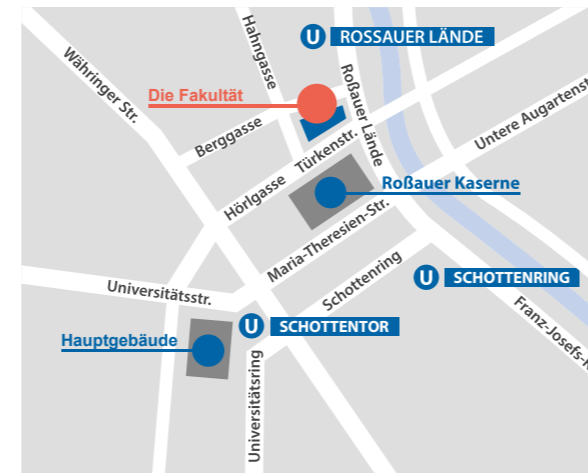 U ROSSAUER LÄNDE
Hahngasse
Währinger Str.
Die Fakultät
Roßauer Lände
Berggasse
Türkenstr.
Untere Augartenst
Hörlgasse
Roßauer Kaserne
Maria-Theresien-Str.
Schottenring
U SCHOTTENRING
Universitätsstr.
Franz-Josefs-K
U SCHOTTENTOR
Hauptgebäude
Universitätsring